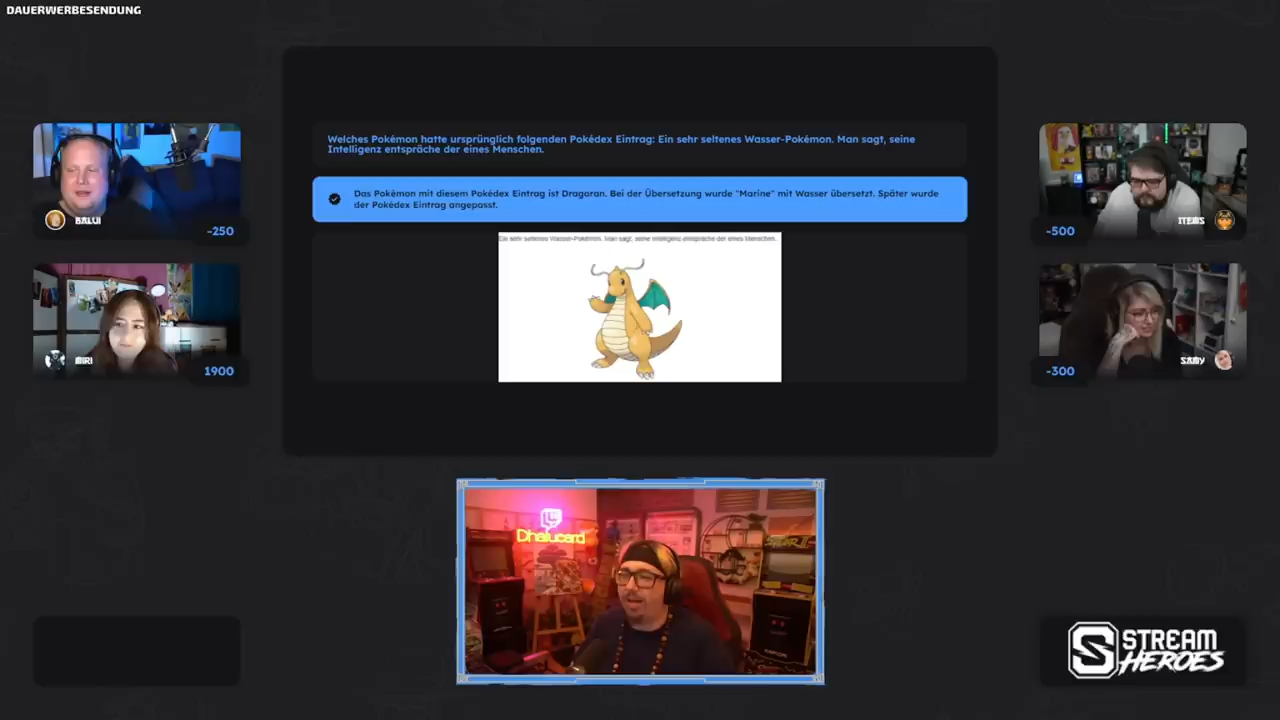 DAUERWERBESENDUNG
Welches Pokémon hatte ursprünglich folgenden Pokédex Eintrag: Ein sehr seltenes Wasser-Pokémon. Man sagt, seine
Intelligenz entspräche der eines Menschen.
Das Pokémon mit diesem Pokédex Eintrag ist Dragoran. Bei der Übersetzung wurde "Marine" mit Wasser übersetzt. Später wurde
der Pokédex Eintrag angepasst.
Ein sehr seltenes Wasser-Pokémon. Man sagt, seine Intelligenz entspräche der eines Menschen.
BALUI
-250
ITEMS
-500
1900
-300
Dhalucard
STREAM
HEROES